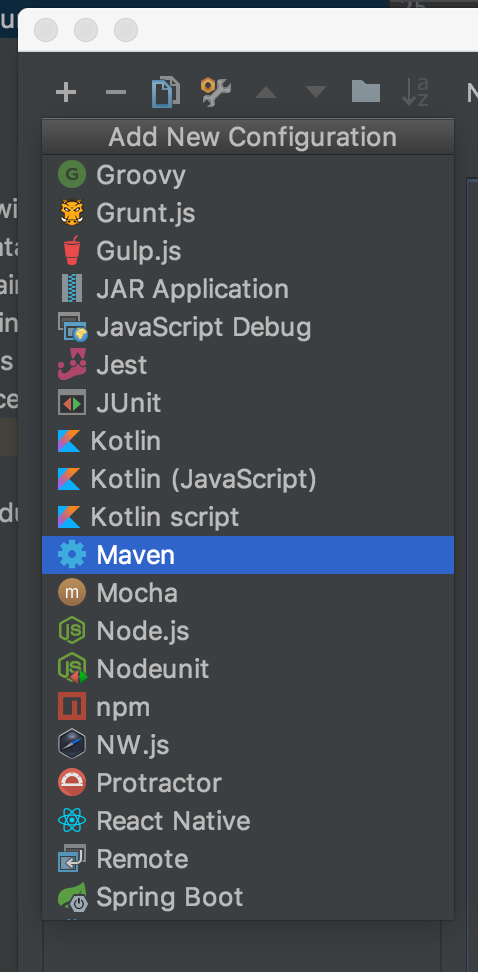 Add New Configuration
Groovy
Grunt.js
Gulp.js
JAR Application
JavaScript Debug
Jest
JUnit
Kotlin
Kotlin (JavaScript)
Kotlin script
Maven
Mocha
Node.js
Nodeunit
npm
NW.js
Protractor
React Native
Remote
Spring Boot